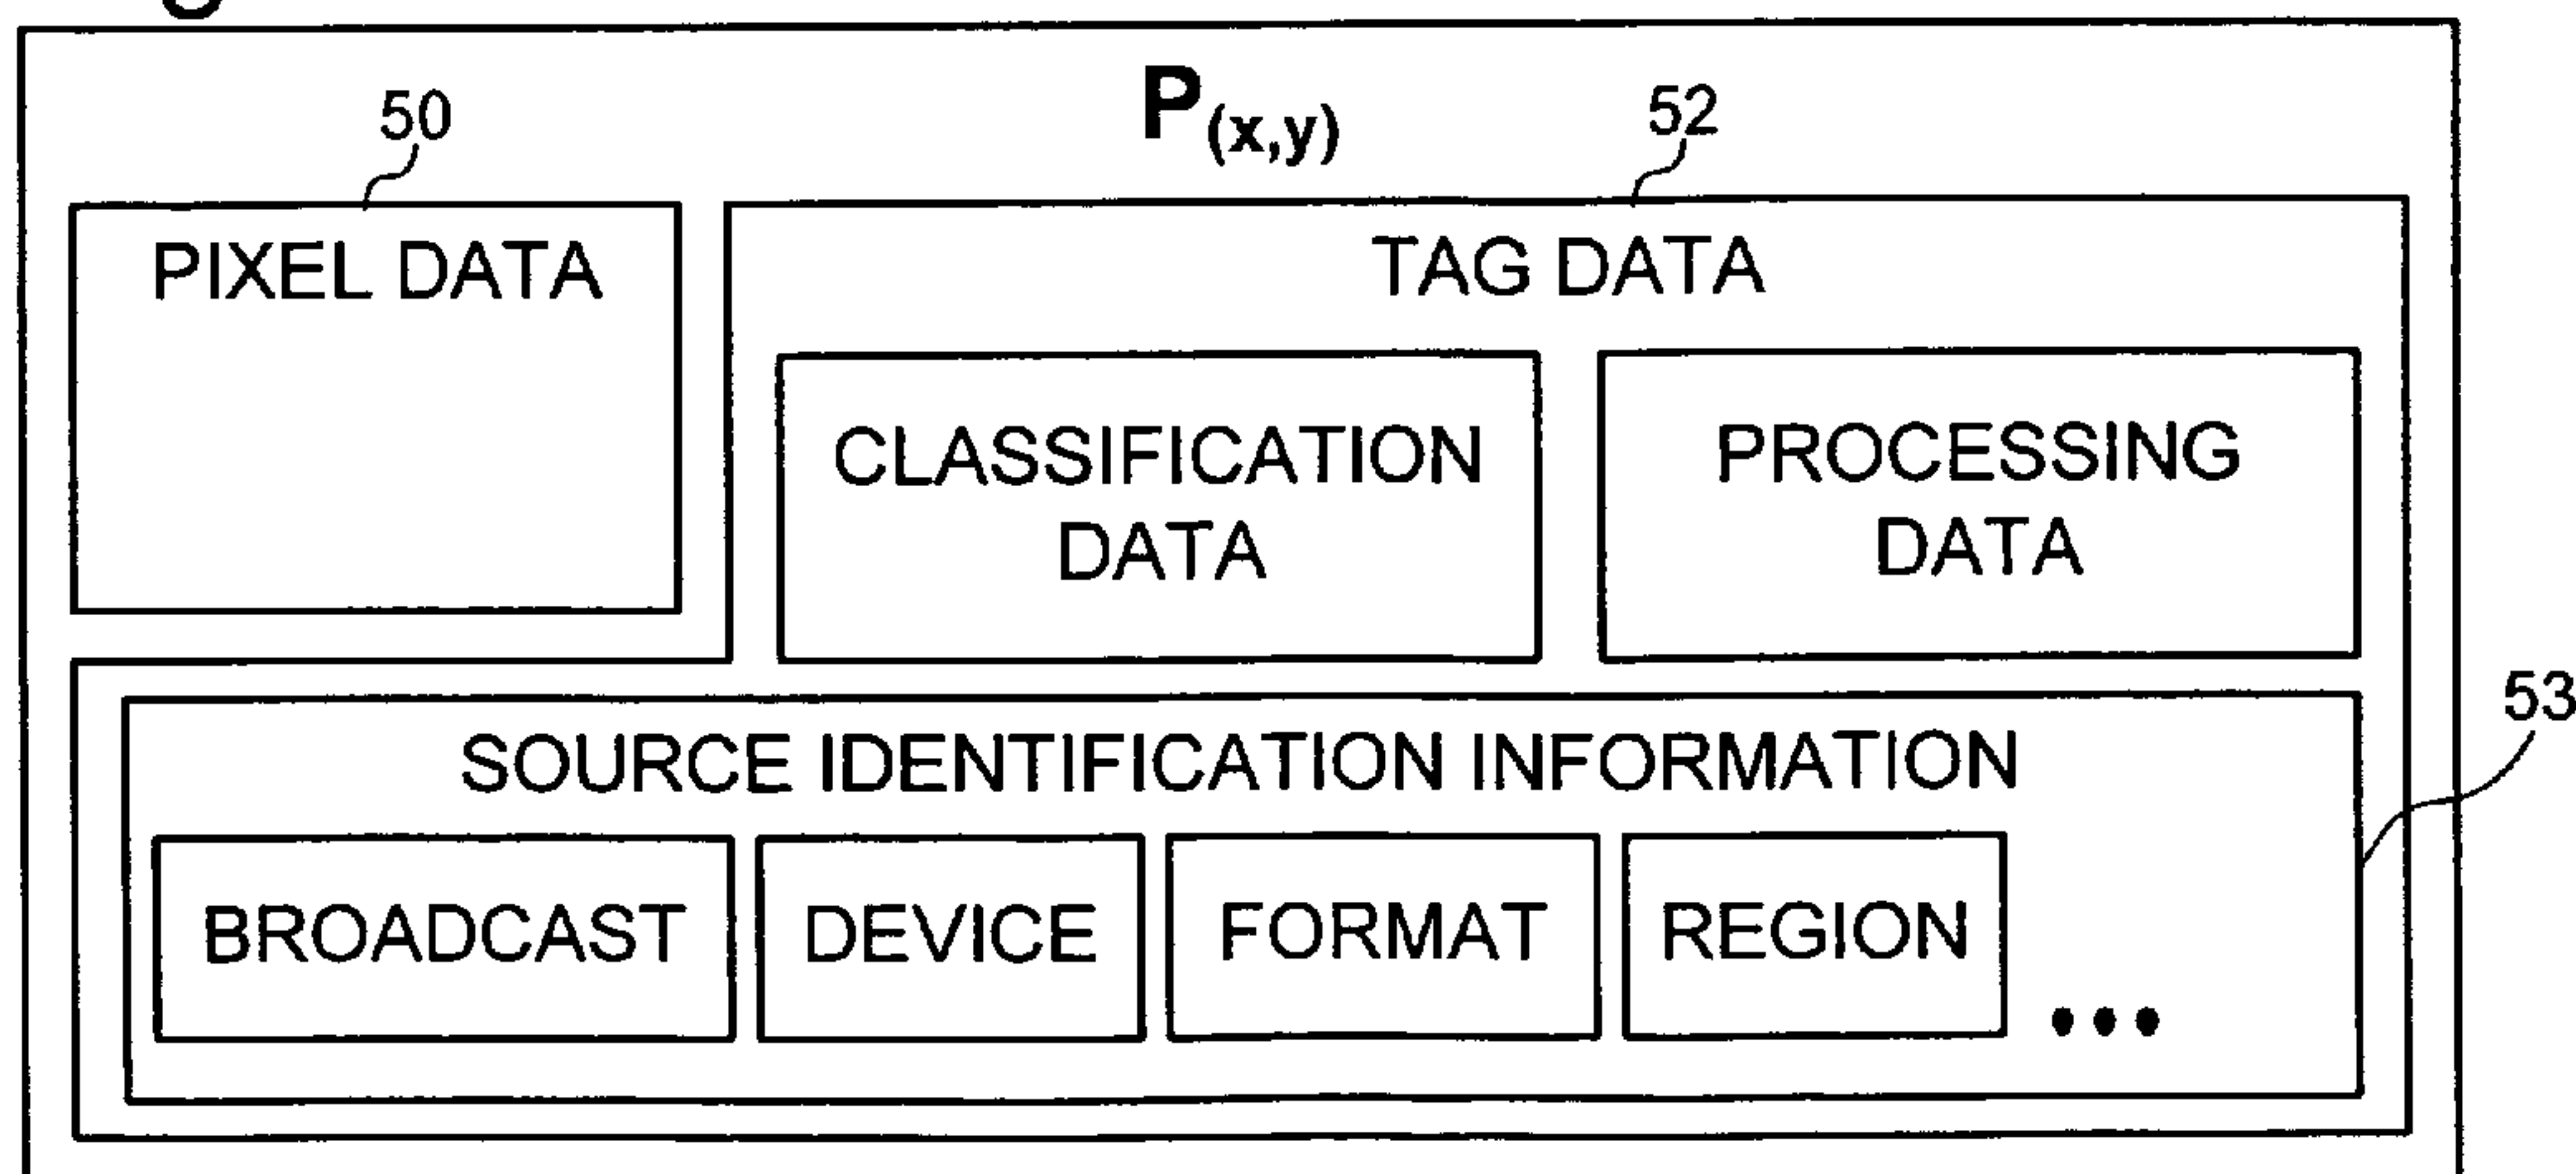 P(x,y)
50
52
PIXEL DATA
TAG DATA
CLASSIFICATION
DATA
PROCESSING
DATA
53
SOURCE IDENTIFICATION INFORMATION
BROADCAST
DEVICE
FORMAT
REGION
•••